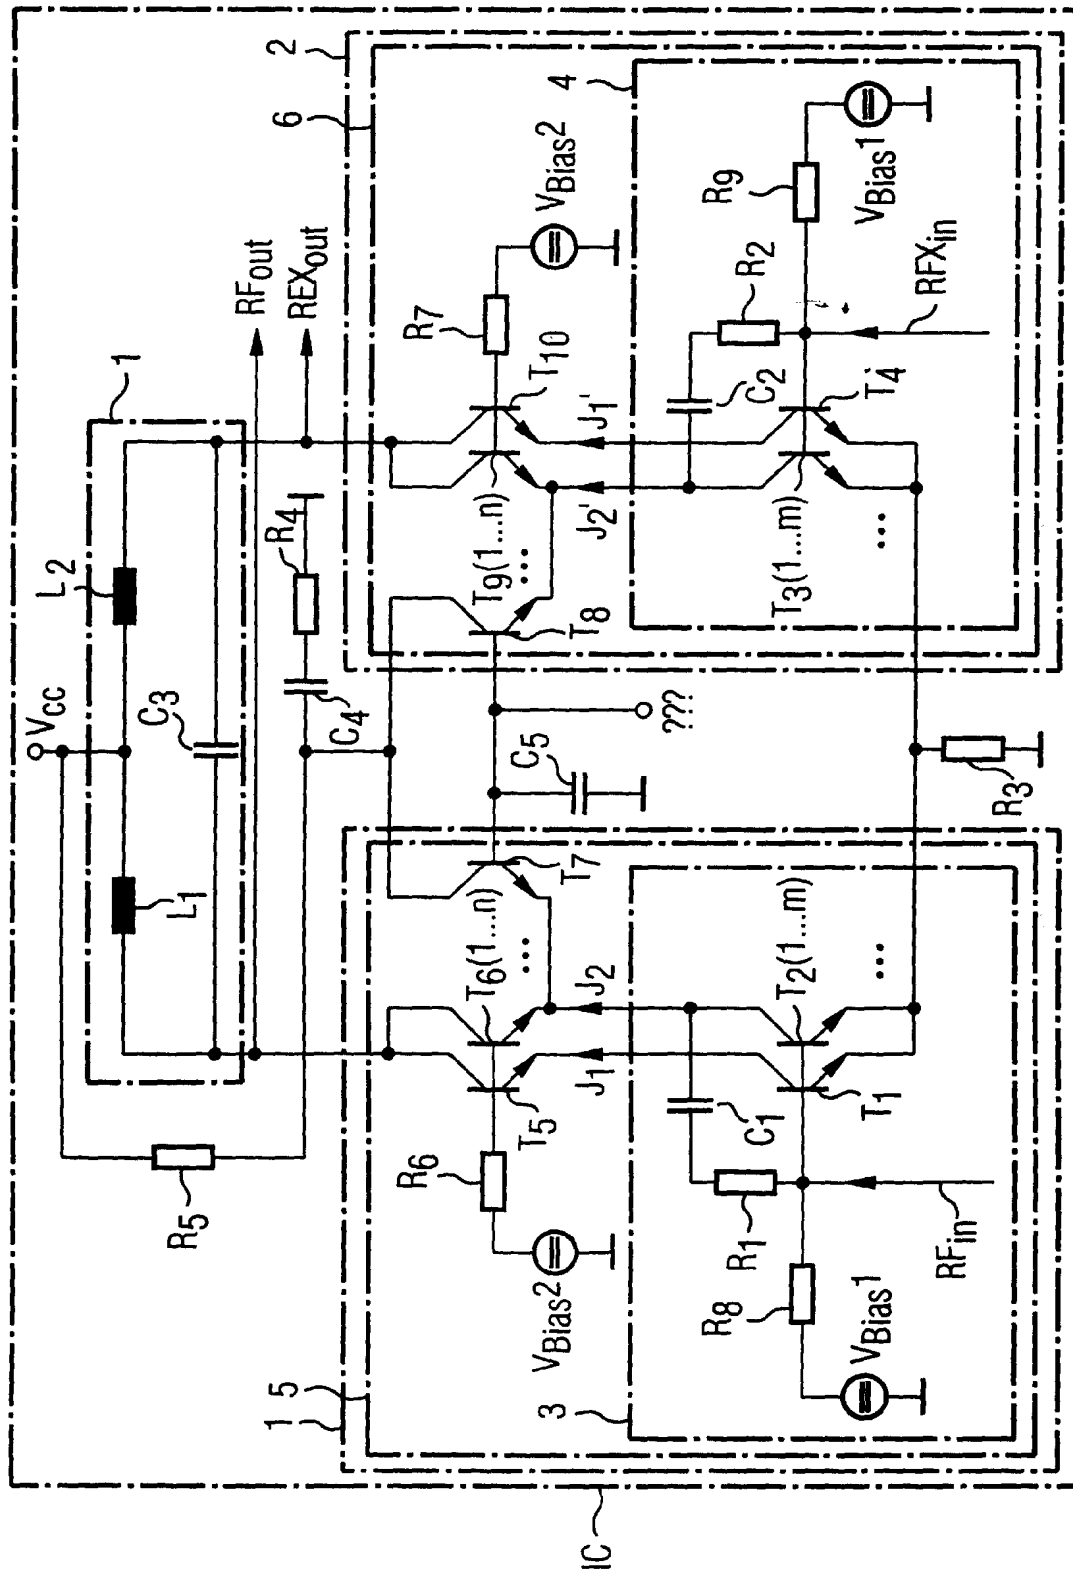 VCC
L1
L2
1
C3
R5
RFout
REXout
R4
C4
2
6
R6
VBias2
T5
T6(1...n)
...
T7
C5
???
T8
T9(1...n)
...
T10
R7
VBias2
J1
J2
J2'
J1'
1
5
3
R8
VBias1
R1
C1
RFin
T1
T2(1...m)
...
R3
4
T3(1...m)
...
T4
C2
R2
R9
VBias1
RFXin
IC